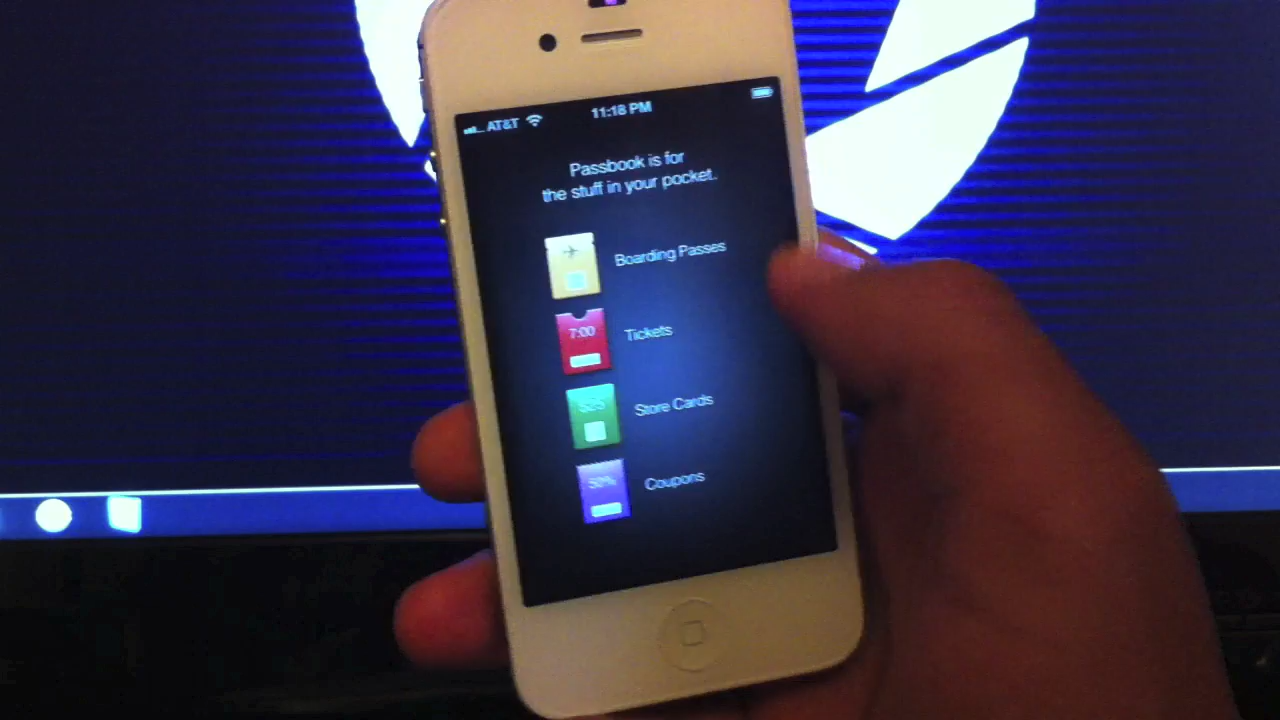 AT&T 11:18 PM
Passbook is for
the stuff in your pocket.
Boarding Passes
7:00
Tickets
$25
Store Cards
50%
Coupons